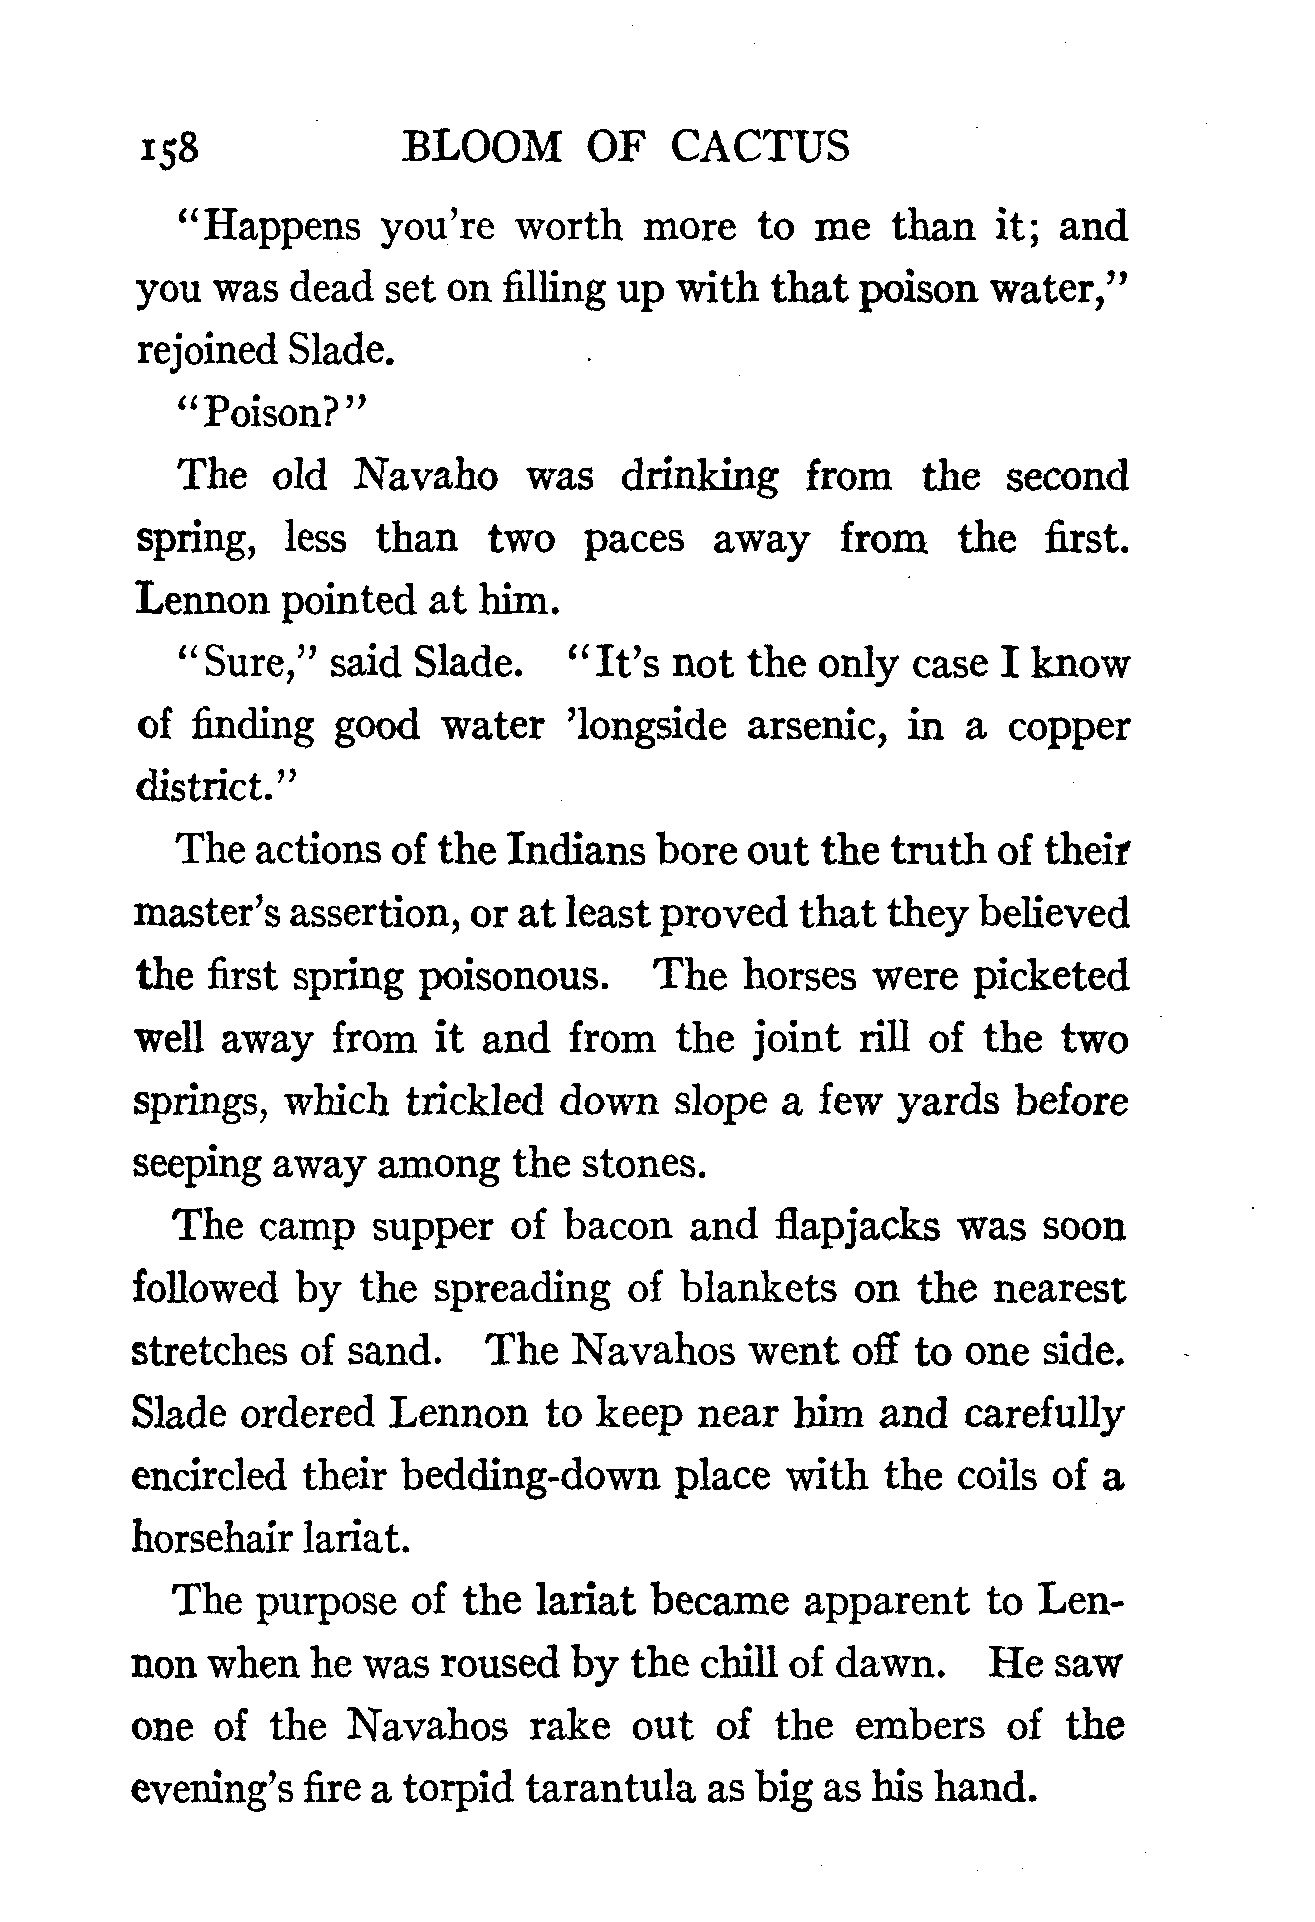 158 BLOOM OF CACTUS
“Happens you’re worth more to me than it; and
you was dead set on filling up with that poison water,”
rejoined Slade.
“Poison?”
The old Navaho was drinking from the second
spring, less than two paces away from the first.
Lennon pointed at him.
“Sure,” said Slade. “It’s not the only case I know
of finding good water ’longside arsenic, in a copper
district.”
The actions of the Indians bore out the truth of their
master’s assertion, or at least proved that they believed
the first spring poisonous. The horses were picketed
well away from it and from the joint rill of the two
springs, which trickled down slope a few yards before
seeping away among the stones.
The camp supper of bacon and flapjacks was soon
followed by the spreading of blankets on the nearest
stretches of sand. The Navahos went off to one side.
Slade ordered Lennon to keep near him and carefully
encircled their bedding-down place with the coils of a
horsehair lariat.
The purpose of the lariat became apparent to Len-
non when he was roused by the chill of dawn. He saw
one of the Navahos rake out of the embers of the
evening’s fire a torpid tarantula as big as his hand.